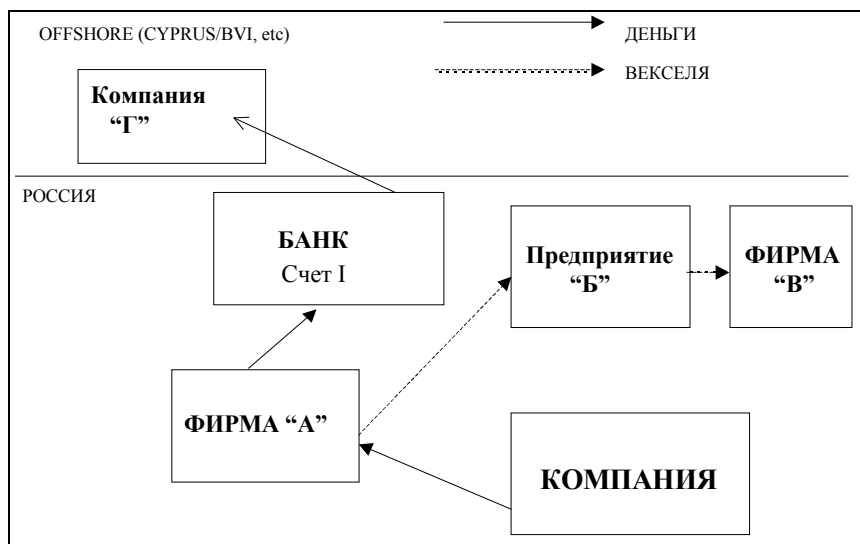 OFFSHORE (CYPRUS/BVI, etc)
ДЕНЬГИ
ВЕКСЕЛЯ
Компания
“Г”
РОССИЯ
БАНК
Счет I
Предприятие
“Б”
ФИРМА
“В”
ФИРМА “А”
КОМПАНИЯ